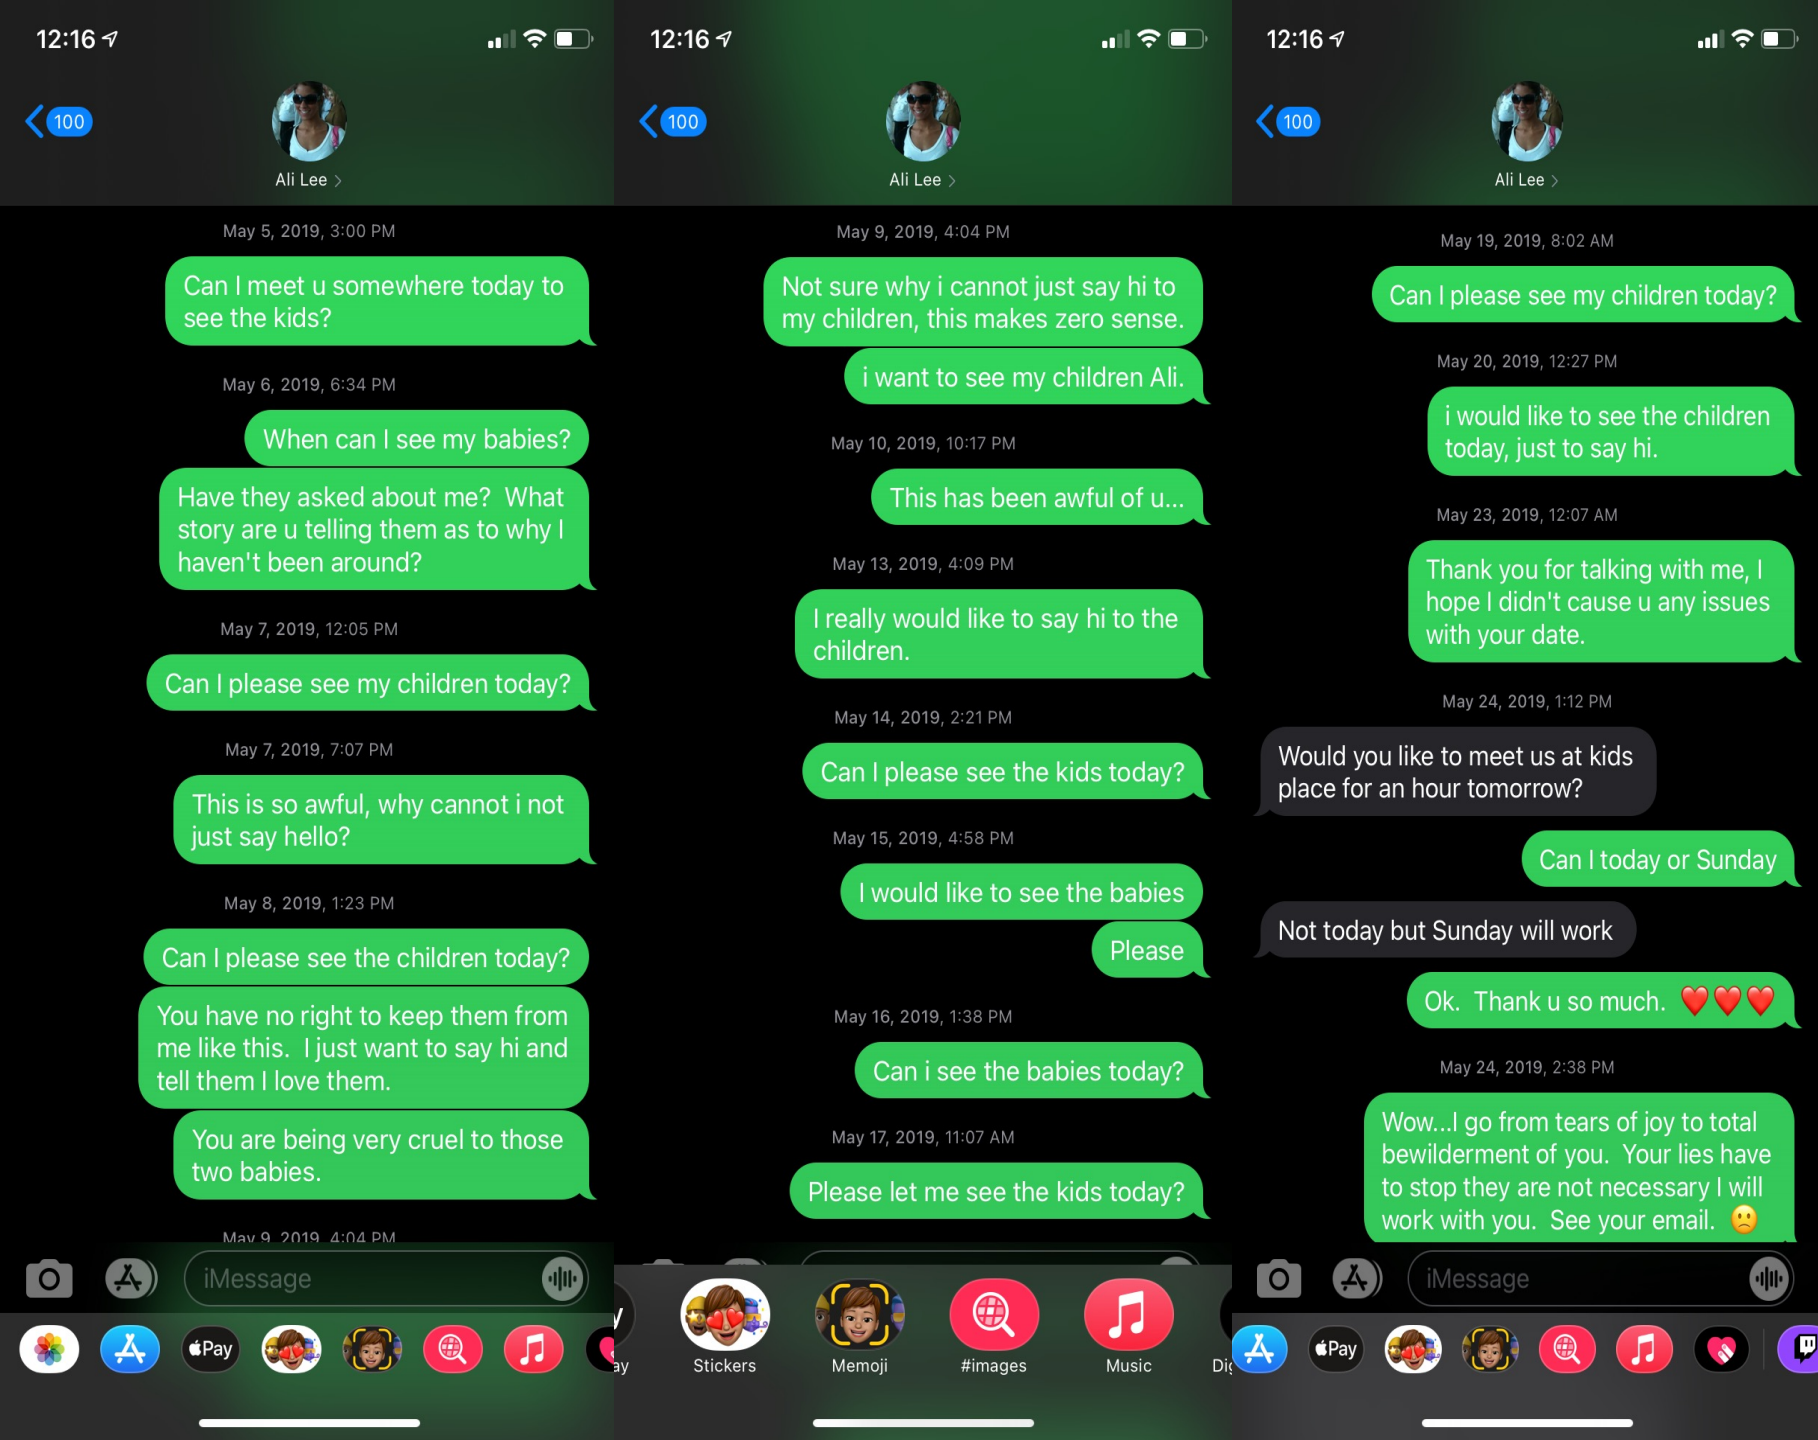 12:16
100
Ali Lee
May 5, 2019, 3:00 PM
Can I meet u somewhere today to
see the kids?
May 6, 2019, 6:34 PM
When can I see my babies?
Have they asked about me?  What
story are u telling them as to why I
haven't been around?
May 7, 2019, 12:05 PM
Can I please see my children today?
May 7, 2019, 7:07 PM
This is so awful, why cannot i not
just say hello?
May 8, 2019, 1:23 PM
Can I please see the children today?
You have no right to keep them from
me like this.  I just want to say hi and
tell them I love them.
You are being very cruel to those
two babies.
May 9, 2019, 4:04 PM
iMessage
Pay
12:16
100
Ali Lee
May 9, 2019, 4:04 PM
Not sure why i cannot just say hi to
my children, this makes zero sense.
i want to see my children Ali.
May 10, 2019, 10:17 PM
This has been awful of u...
May 13, 2019, 4:09 PM
I really would like to say hi to the
children.
May 14, 2019, 2:21 PM
Can I please see the kids today?
May 15, 2019, 4:58 PM
I would like to see the babies
Please
May 16, 2019, 1:38 PM
Can i see the babies today?
May 17, 2019, 11:07 AM
Please let me see the kids today?
y
ay
Stickers
Memoji
#images
Music
Dig
12:16
100
Ali Lee
May 19, 2019, 8:02 AM
Can I please see my children today?
May 20, 2019, 12:27 PM
i would like to see the children
today, just to say hi.
May 23, 2019, 12:07 AM
Thank you for talking with me, I
hope I didn't cause u any issues
with your date.
May 24, 2019, 1:12 PM
Would you like to meet us at kids
place for an hour tomorrow?
Can I today or Sunday
Not today but Sunday will work
Ok.  Thank u so much. ❤️❤️❤️
May 24, 2019, 2:38 PM
Wow...I go from tears of joy to total
bewilderment of you.  Your lies have
to stop they are not necessary I will
work with you.  See your email. 🙁
iMessage
Pay